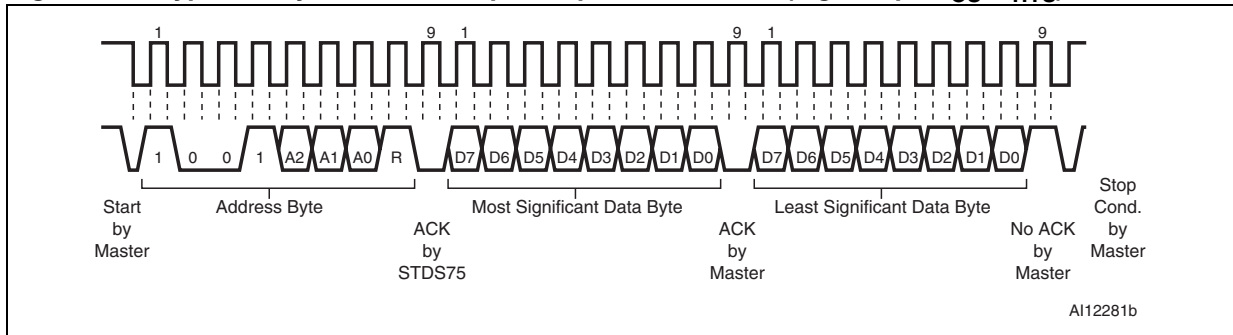 1 9 1 9 1 9
1 0 0 1 A2 A1 A0 R D7 D6 D5 D4 D3 D2 D1 D0 D7 D6 D5 D4 D3 D2 D1 D0
Start
by
Master
Address Byte
ACK
by
STDS75
Most Significant Data Byte
ACK
by
Master
Least Significant Data Byte
No ACK
by
Master
Stop
Cond.
by
Master
AI12281b